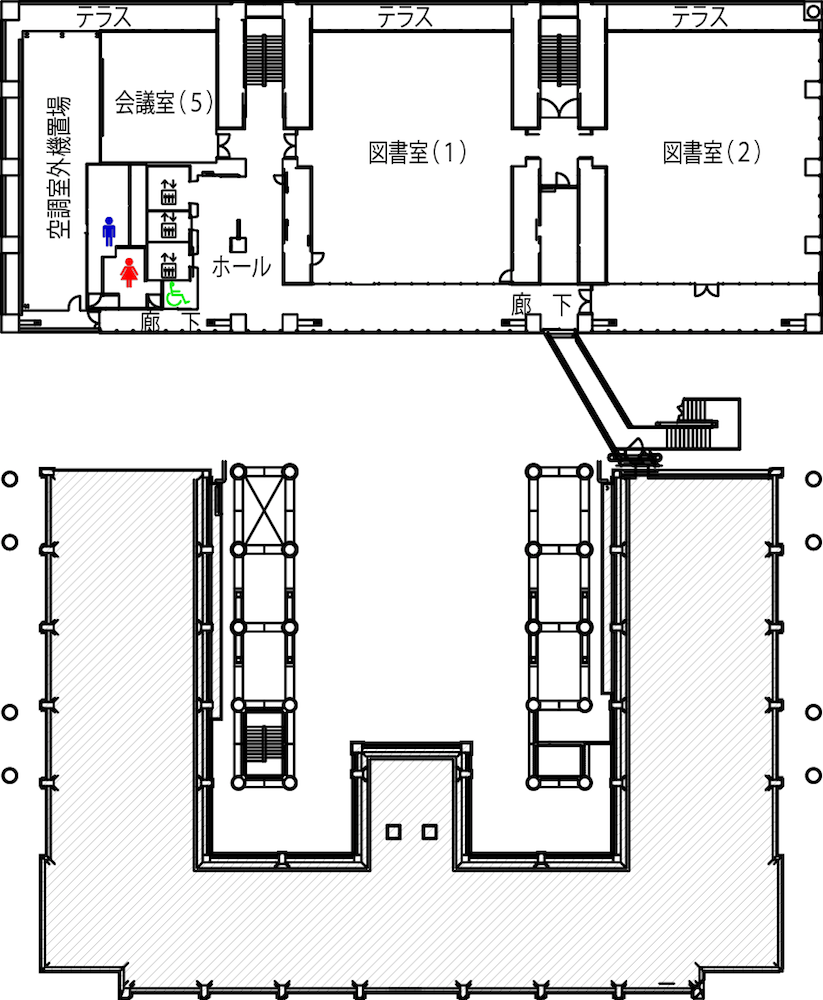 テラス
テラス
テラス
会議室（5）
空調室外機置場
図書室（1）
図書室（2）
ホール
廊　下
廊　下